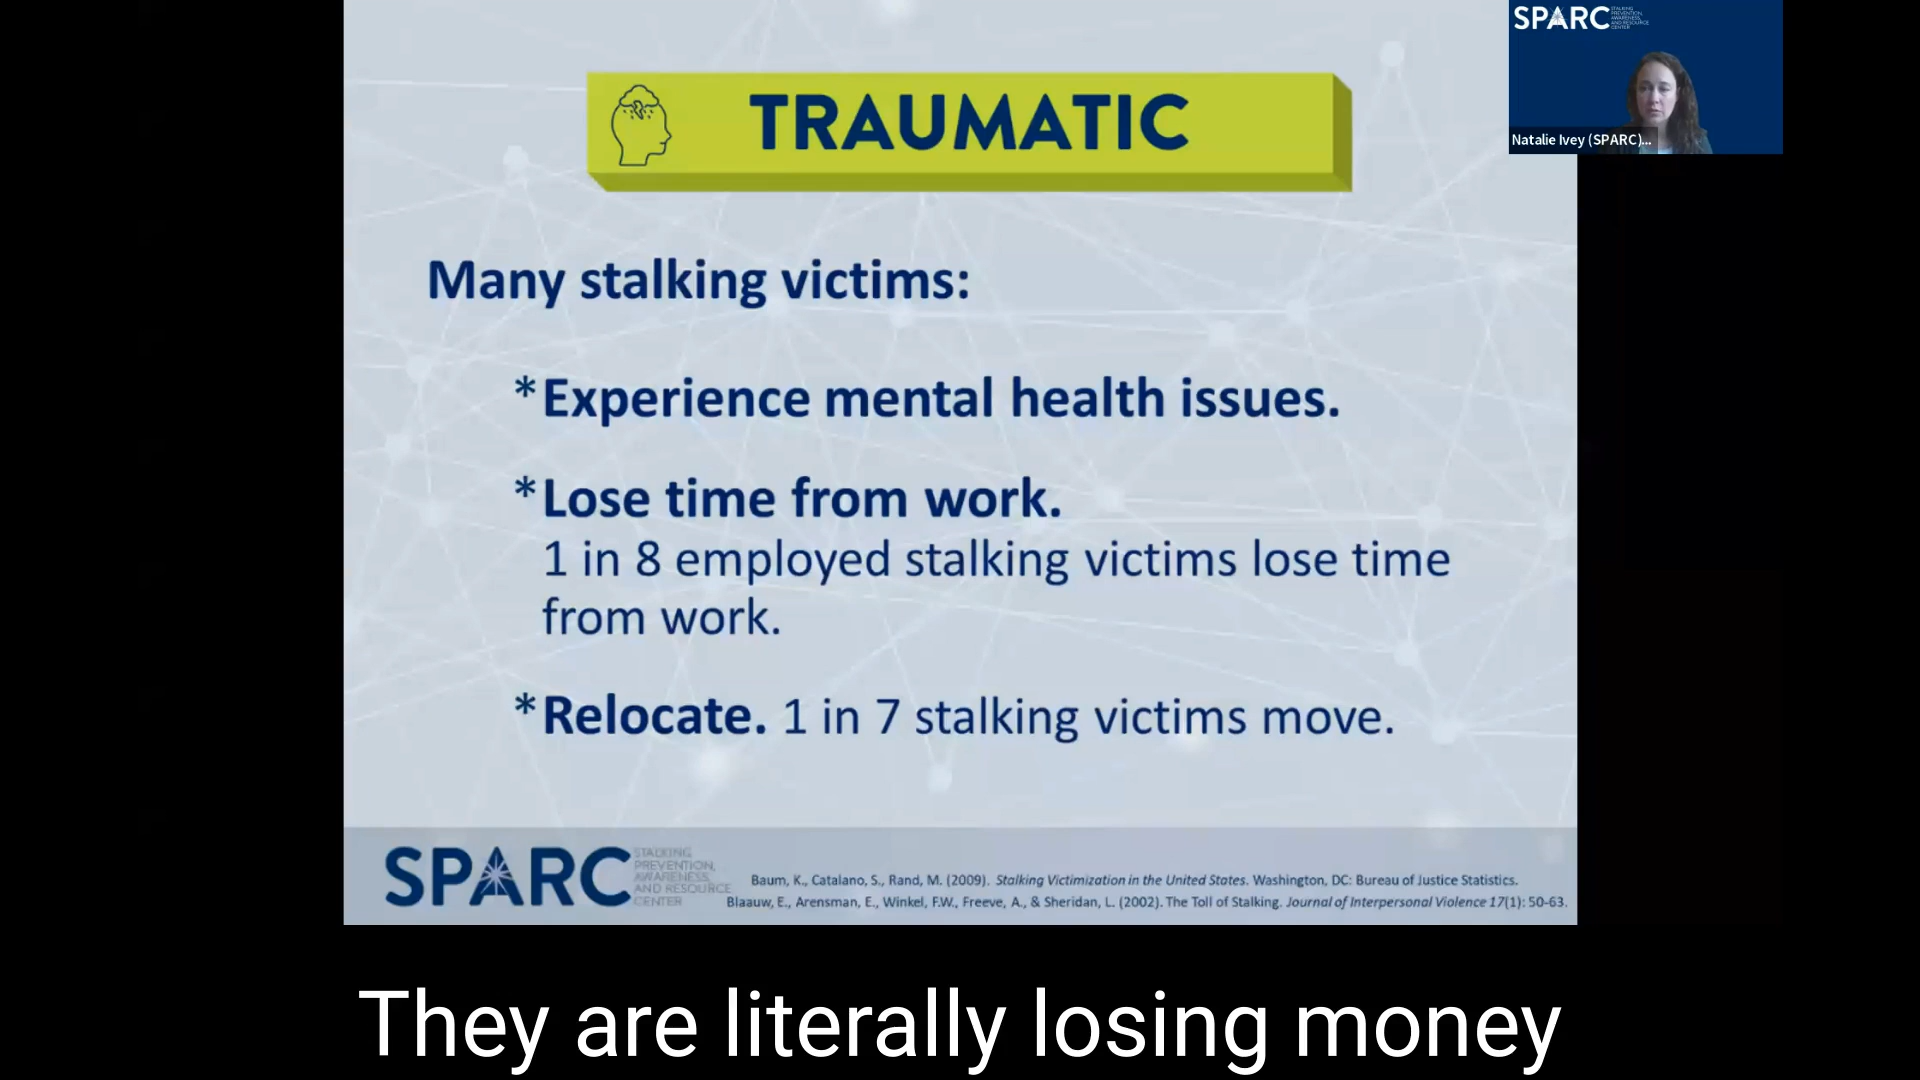 SPARC
STALKING
PREVENTION,
AWARENESS,
AND RESOURCE
CENTER
Natalie Ivey (SPARC)...
TRAUMATIC
Many stalking victims:
*Experience mental health issues.
*Lose time from work.
1 in 8 employed stalking victims lose time
from work.
*Relocate. 1 in 7 stalking victims move.
SPARC
STALKING
PREVENTION,
AWARENESS,
AND RESOURCE
CENTER
Baum, K., Catalano, S., Rand, M. (2009). Stalking Victimization in the United States. Washington, DC: Bureau of Justice Statistics.
Blaauw, E., Arensman, E., Winkel, F.W., Freeve, A., & Sheridan, L. (2002). The Toll of Stalking. Journal of Interpersonal Violence 17(1): 50-63.
They are literally losing money